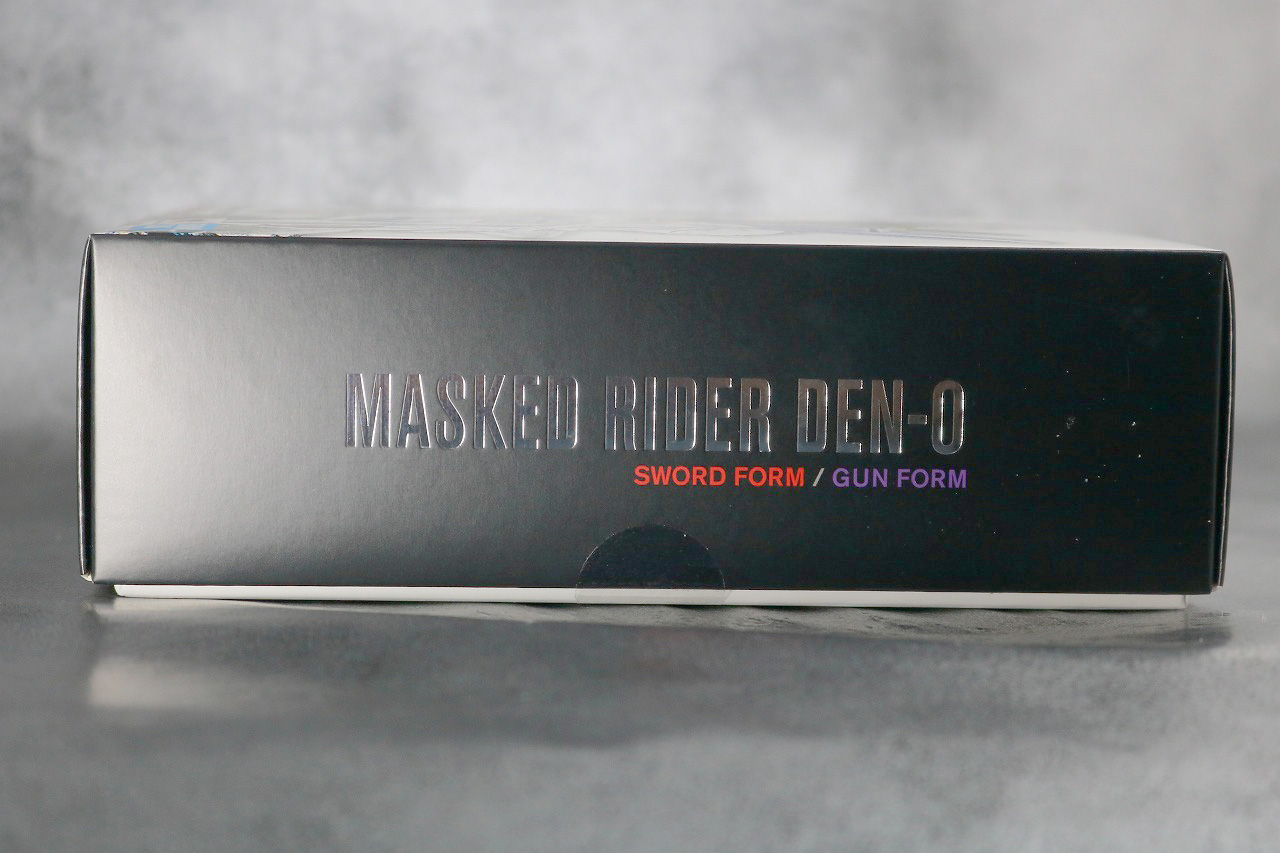 MASKED RIDER DEN-O
SWORD FORM / GUN FORM